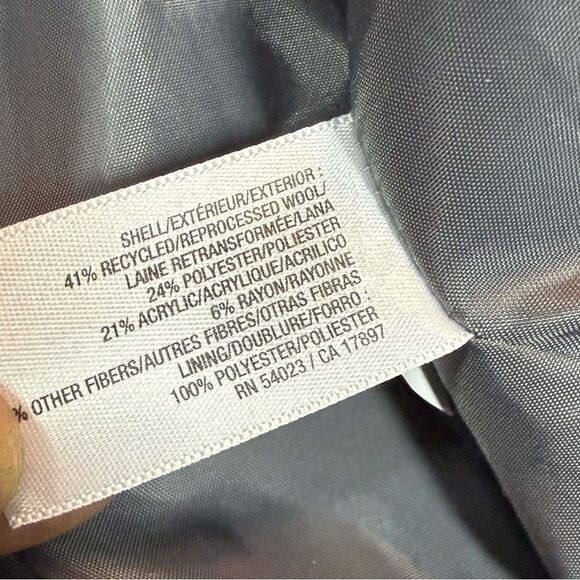 SHELL/EXTÉRIEUR/EXTERIOR :
41% RECYCLED/REPROCESSED WOOL/
LAINE RETRANSFORMÉE/LANA
24% POLYESTER/POLIESTER
21% ACRYLIC/ACRYLIQUE/ACRILICO
6% RAYON/RAYONNE
% OTHER FIBERS/AUTRES FIBRES/OTRAS FIBRAS
LINING/DOUBLURE/FORRO :
100% POLYESTER/POLIESTER
RN 54023 / CA 17897